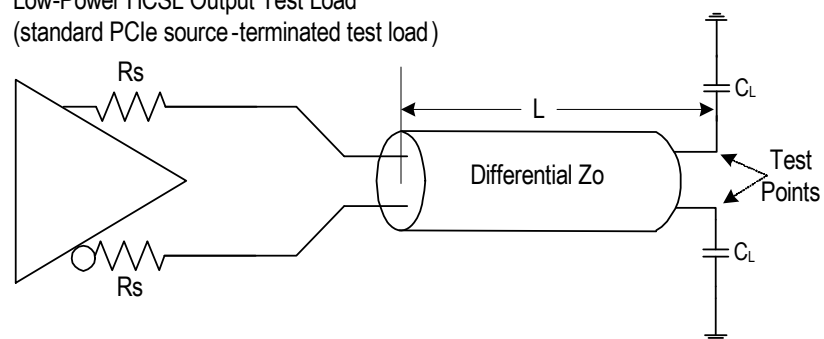 Low-Power HCSL Output Test Load
(standard PCIe source-terminated test load)
Rs
CL
L
Differential Zo
Test
Points
CL
Rs